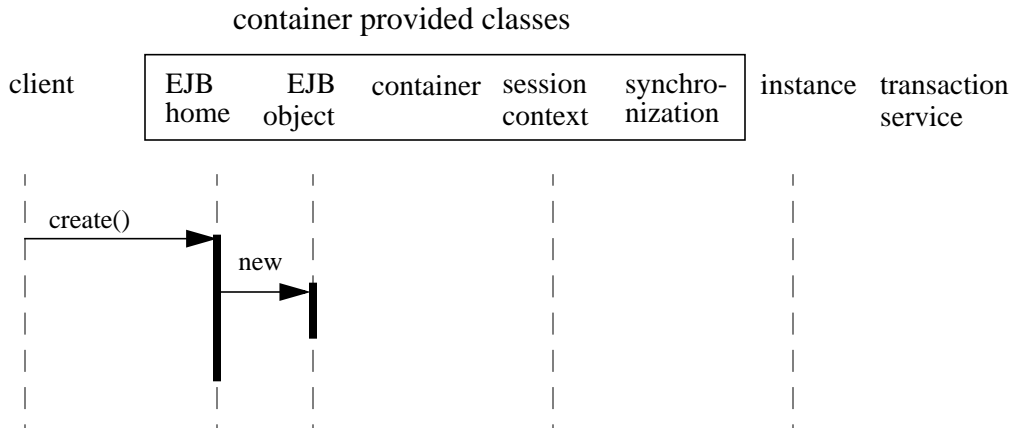 container provided classes
client
EJB
home
EJB
object
container
session
context
synchro-
nization
instance
transaction
service
create()
new